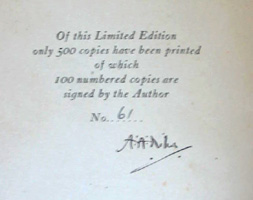 Of this Limited Edition
only 500 copies have been printed
of which
100 numbered copies are
signed by the Author
No. 61